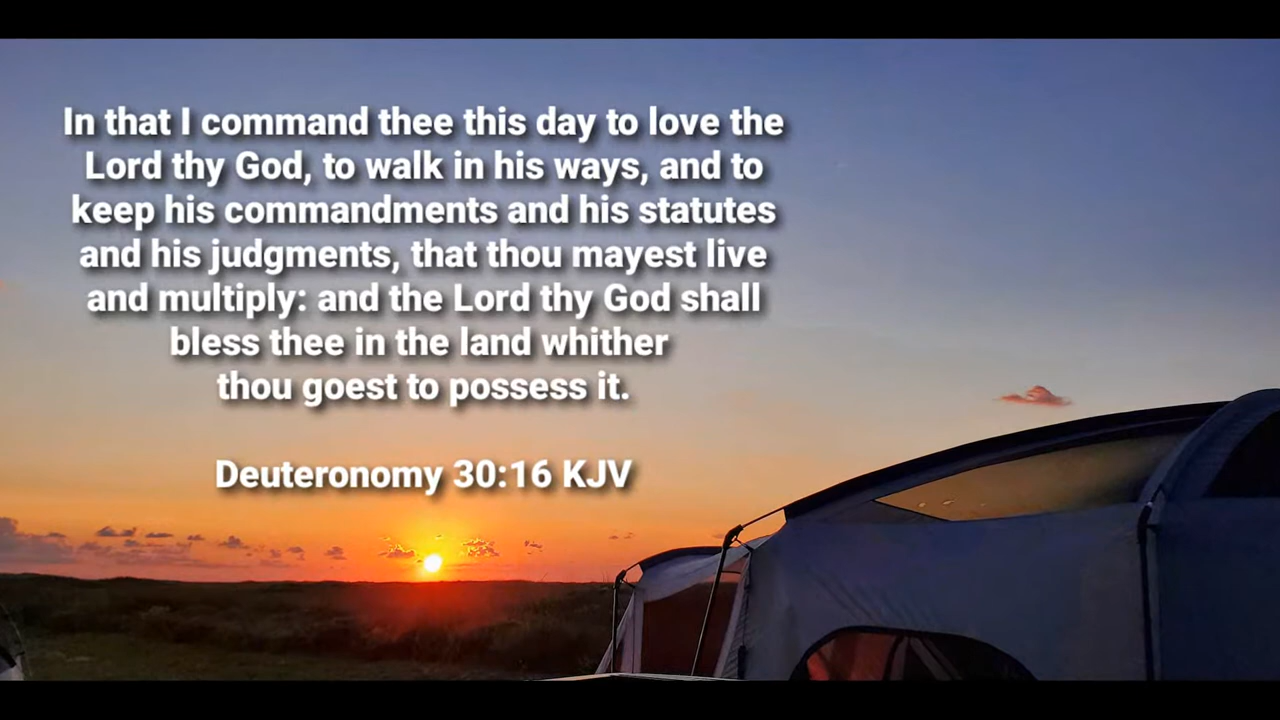 In that I command thee this day to love the
Lord thy God, to walk in his ways, and to
keep his commandments and his statutes
and his judgments, that thou mayest live
and multiply: and the Lord thy God shall
bless thee in the land whither
thou goest to possess it.
Deuteronomy 30:16 KJV